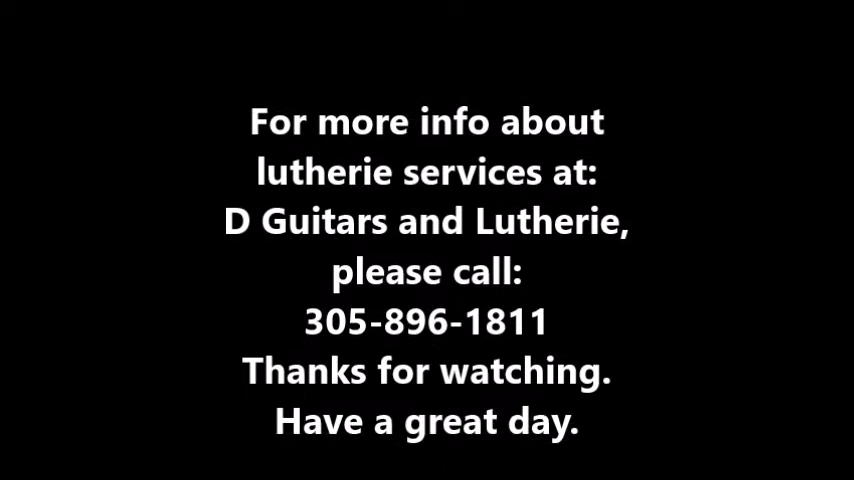 For more info about
lutherie services at:
D Guitars and Lutherie,
please call:
305-896-1811
Thanks for watching.
Have a great day.